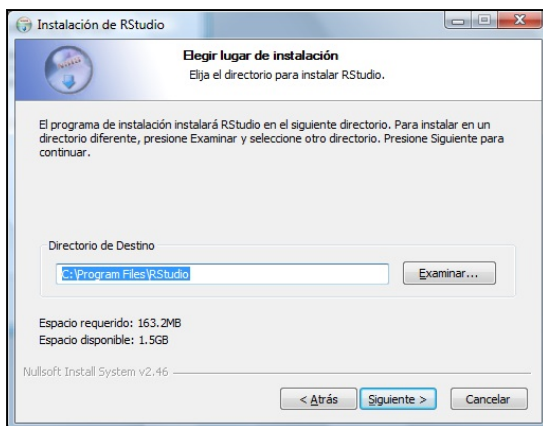 Instalación de RStudio
Elegir lugar de instalación
Elija el directorio para instalar RStudio.
El programa de instalación instalará RStudio en el siguiente directorio. Para instalar en un
directorio diferente, presione Examinar y seleccione otro directorio. Presione Siguiente para
continuar.
Directorio de Destino
C:\Program Files\RStudio
Examinar...
Espacio requerido: 163.2MB
Espacio disponible: 1.5GB
Nullsoft Install System v2.46
< Atrás
Siguiente >
Cancelar